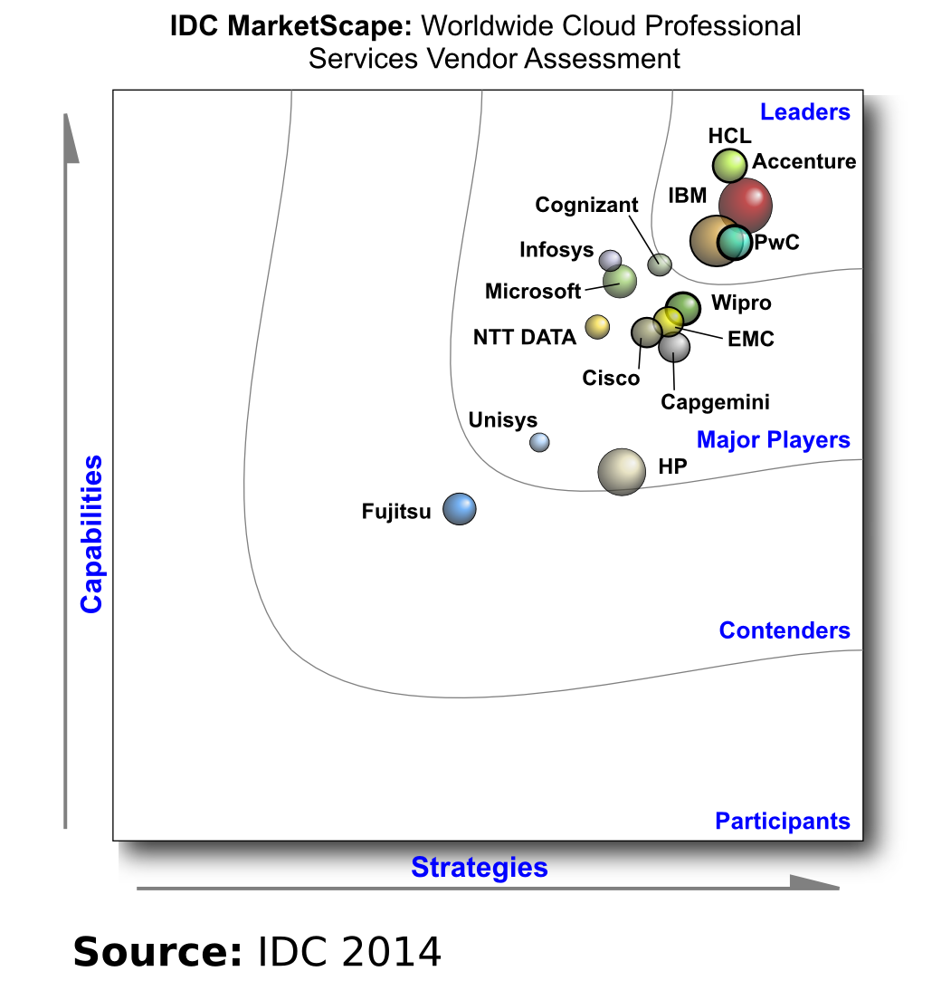 IDC MarketScape: Worldwide Cloud Professional
Services Vendor Assessment
Leaders
HCL
Accenture
IBM
Cognizant
PwC
Infosys
Microsoft
Wipro
NTT DATA
EMC
Cisco
Capgemini
Unisys
Major Players
HP
Fujitsu
Capabilities
Contenders
Participants
Strategies
Source: IDC 2014